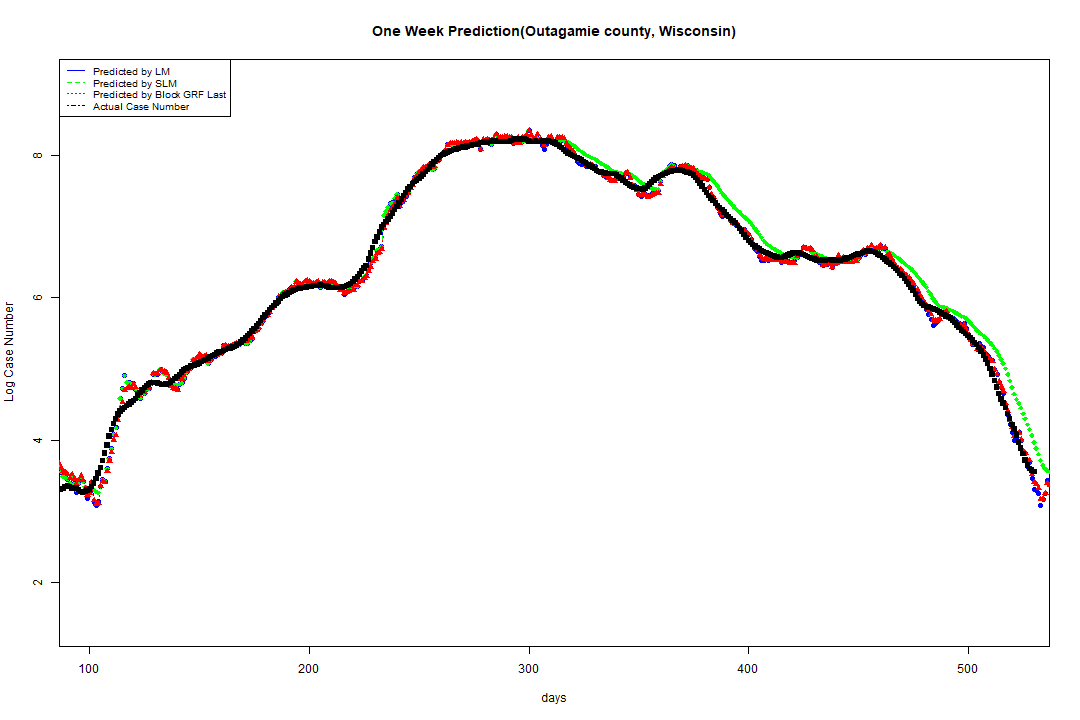 One Week Prediction(Outagamie county, Wisconsin)
Predicted by LM
Predicted by SLM
Predicted by Block GRF Last
Actual Case Number
8
6
4
2
Log Case Number
100 200 300 400 500
days